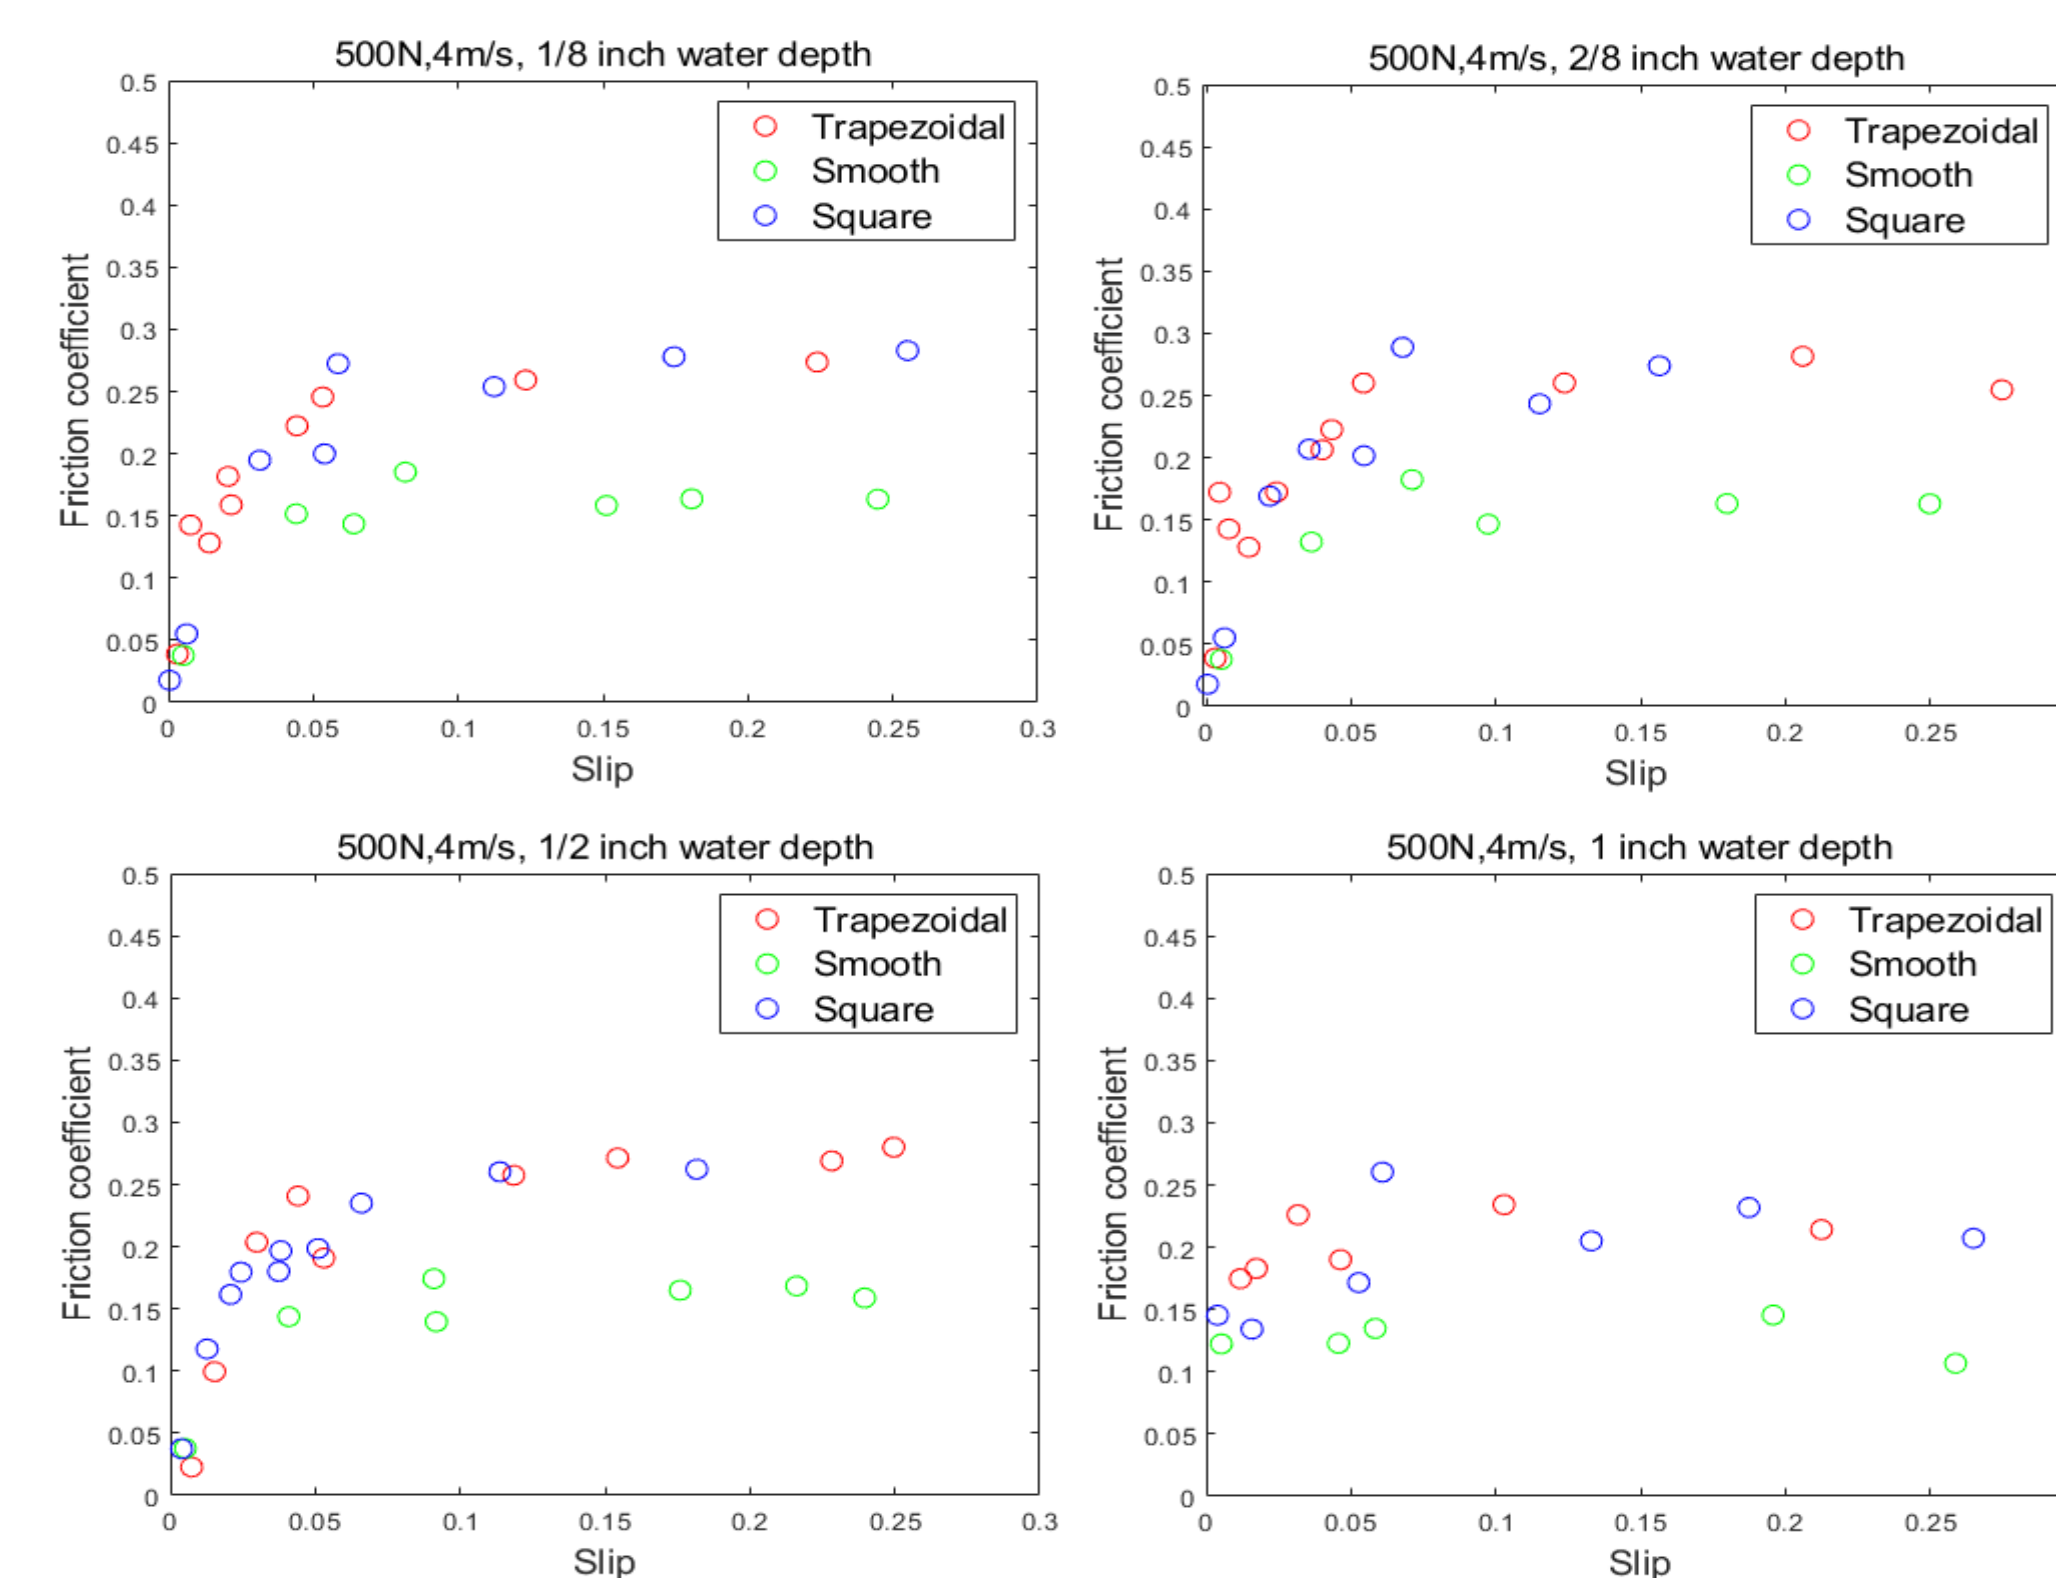 500N,4m/s, 1/8 inch water depth
0.5
0.45
0.4
0.35
0.3
0.25
0.2
0.15
0.1
0.05
0
Friction coefficient
Trapezoidal
Smooth
Square
0 0.05 0.1 0.15 0.2 0.25 0.3
Slip
500N,4m/s, 2/8 inch water depth
0.5
0.45
0.4
0.35
0.3
0.25
0.2
0.15
0.1
0.05
0
Friction coefficient
Trapezoidal
Smooth
Square
0 0.05 0.1 0.15 0.2 0.25
Slip
500N,4m/s, 1/2 inch water depth
0.5
0.45
0.4
0.35
0.3
0.25
0.2
0.15
0.1
0.05
0
Friction coefficient
Trapezoidal
Smooth
Square
0 0.05 0.1 0.15 0.2 0.25 0.3
Slip
500N,4m/s, 1 inch water depth
0.5
0.45
0.4
0.35
0.3
0.25
0.2
0.15
0.1
0.05
0
Friction coefficient
Trapezoidal
Smooth
Square
0 0.05 0.1 0.15 0.2 0.25
Slip